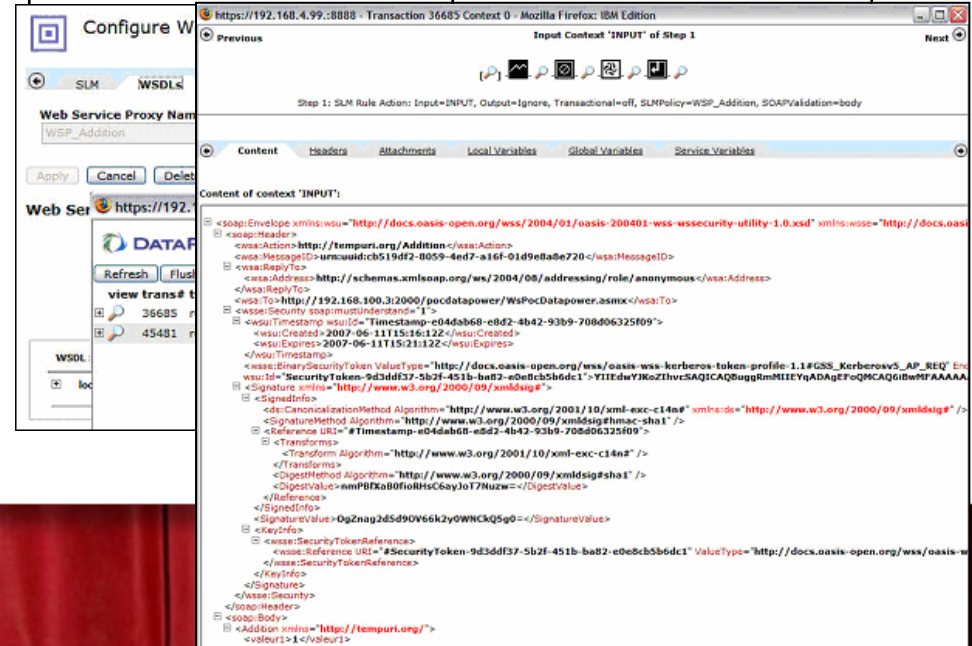 Configure W
SLM WSDLs
Web Service Proxy Nam
WSP_Addition
Apply Cancel Delet
Web Ser
https://192.
DATAP
Refresh Flush
view trans# t
36685
45481
WSDL
loc
https://192.168.4.99.:8888 - Transaction 36685 Context 0 - Mozilla Firefox: IBM Edition
Previous Input Context 'INPUT' of Step 1 Next
Step 1: SLM Rule Action: Input=INPUT, Output=Ignore, Transactional=off, SLMPolicy=WSP_Addition, SOAPValidation=body
Content Headers Attachments Local Variables Global Variables Service Variables
Content of context 'INPUT':
<soap:Envelope xmlns:wsu="http://docs.oasis-open.org/wss/2004/01/oasis-200401-wss-wssecurity-utility-1.0.xsd" xmlns:wsse="http://docs.oasi
<soap:Header>
<wsa:Action>http://tempuri.org/Addition</wsa:Action>
<wsa:MessageID>urn:uuid:cb519df2-8059-4ed7-a16f-01d9e8a8e720</wsa:MessageID>
<wsa:ReplyTo>
<wsa:Address>http://schemas.xmlsoap.org/ws/2004/08/addressing/role/anonymous</wsa:Address>
</wsa:ReplyTo>
<wsa:To>http://192.168.100.3:2000/pocdatapower/WsPocDatapower.asmx</wsa:To>
<wsse:Security soap:mustUnderstand="1">
<wsu:Timestamp wsu:Id="Timestamp-e04dab68-e8d2-4b42-93b9-708d06325f09">
<wsu:Created>2007-06-11T15:16:12Z</wsu:Created>
<wsu:Expires>2007-06-11T15:21:12Z</wsu:Expires>
</wsu:Timestamp>
<wsse:BinarySecurityToken ValueType="http://docs.oasis-open.org/wss/oasis-wss-kerberos-token-profile-1.1#GSS_Kerberosv5_AP_REQ" Enc
wsu:Id="SecurityToken-9d3ddf37-5b2f-451b-ba82-e0e8cb5b6dc1">YIIEdwYJKoZIhvcSAQICAQBuggRmMIIEYqADAgEFoQMCAQ6iBwMFAAAAA
<Signature xmlns="http://www.w3.org/2000/09/xmldsig#">
<SignedInfo>
<ds:CanonicalizationMethod Algorithm="http://www.w3.org/2001/10/xml-exc-c14n#" xmlns:ds="http://www.w3.org/2000/09/xmldsig#" />
<SignatureMethod Algorithm="http://www.w3.org/2000/09/xmldsig#hmac-sha1" />
<Reference URI="#Timestamp-e04dab68-e8d2-4b42-93b9-708d06325f09">
<Transforms>
<Transform Algorithm="http://www.w3.org/2001/10/xml-exc-c14n#" />
</Transforms>
<DigestMethod Algorithm="http://www.w3.org/2000/09/xmldsig#sha1" />
<DigestValue>nmPBfXaB0fioRHsC6ayJoT7Nuzw=</DigestValue>
</Reference>
</SignedInfo>
<SignatureValue>OgZnag2d5d9OV66k2y0WNCkQ5g0=</SignatureValue>
<KeyInfo>
<wsse:SecurityTokenReference>
<wsse:Reference URI="#SecurityToken-9d3ddf37-5b2f-451b-ba82-e0e8cb5b6dc1" ValueType="http://docs.oasis-open.org/wss/oasis-w
</wsse:SecurityTokenReference>
</KeyInfo>
</Signature>
</wsse:Security>
</soap:Header>
<soap:Body>
<Addition xmlns="http://tempuri.org/">
<valeur1>1</valeur1>